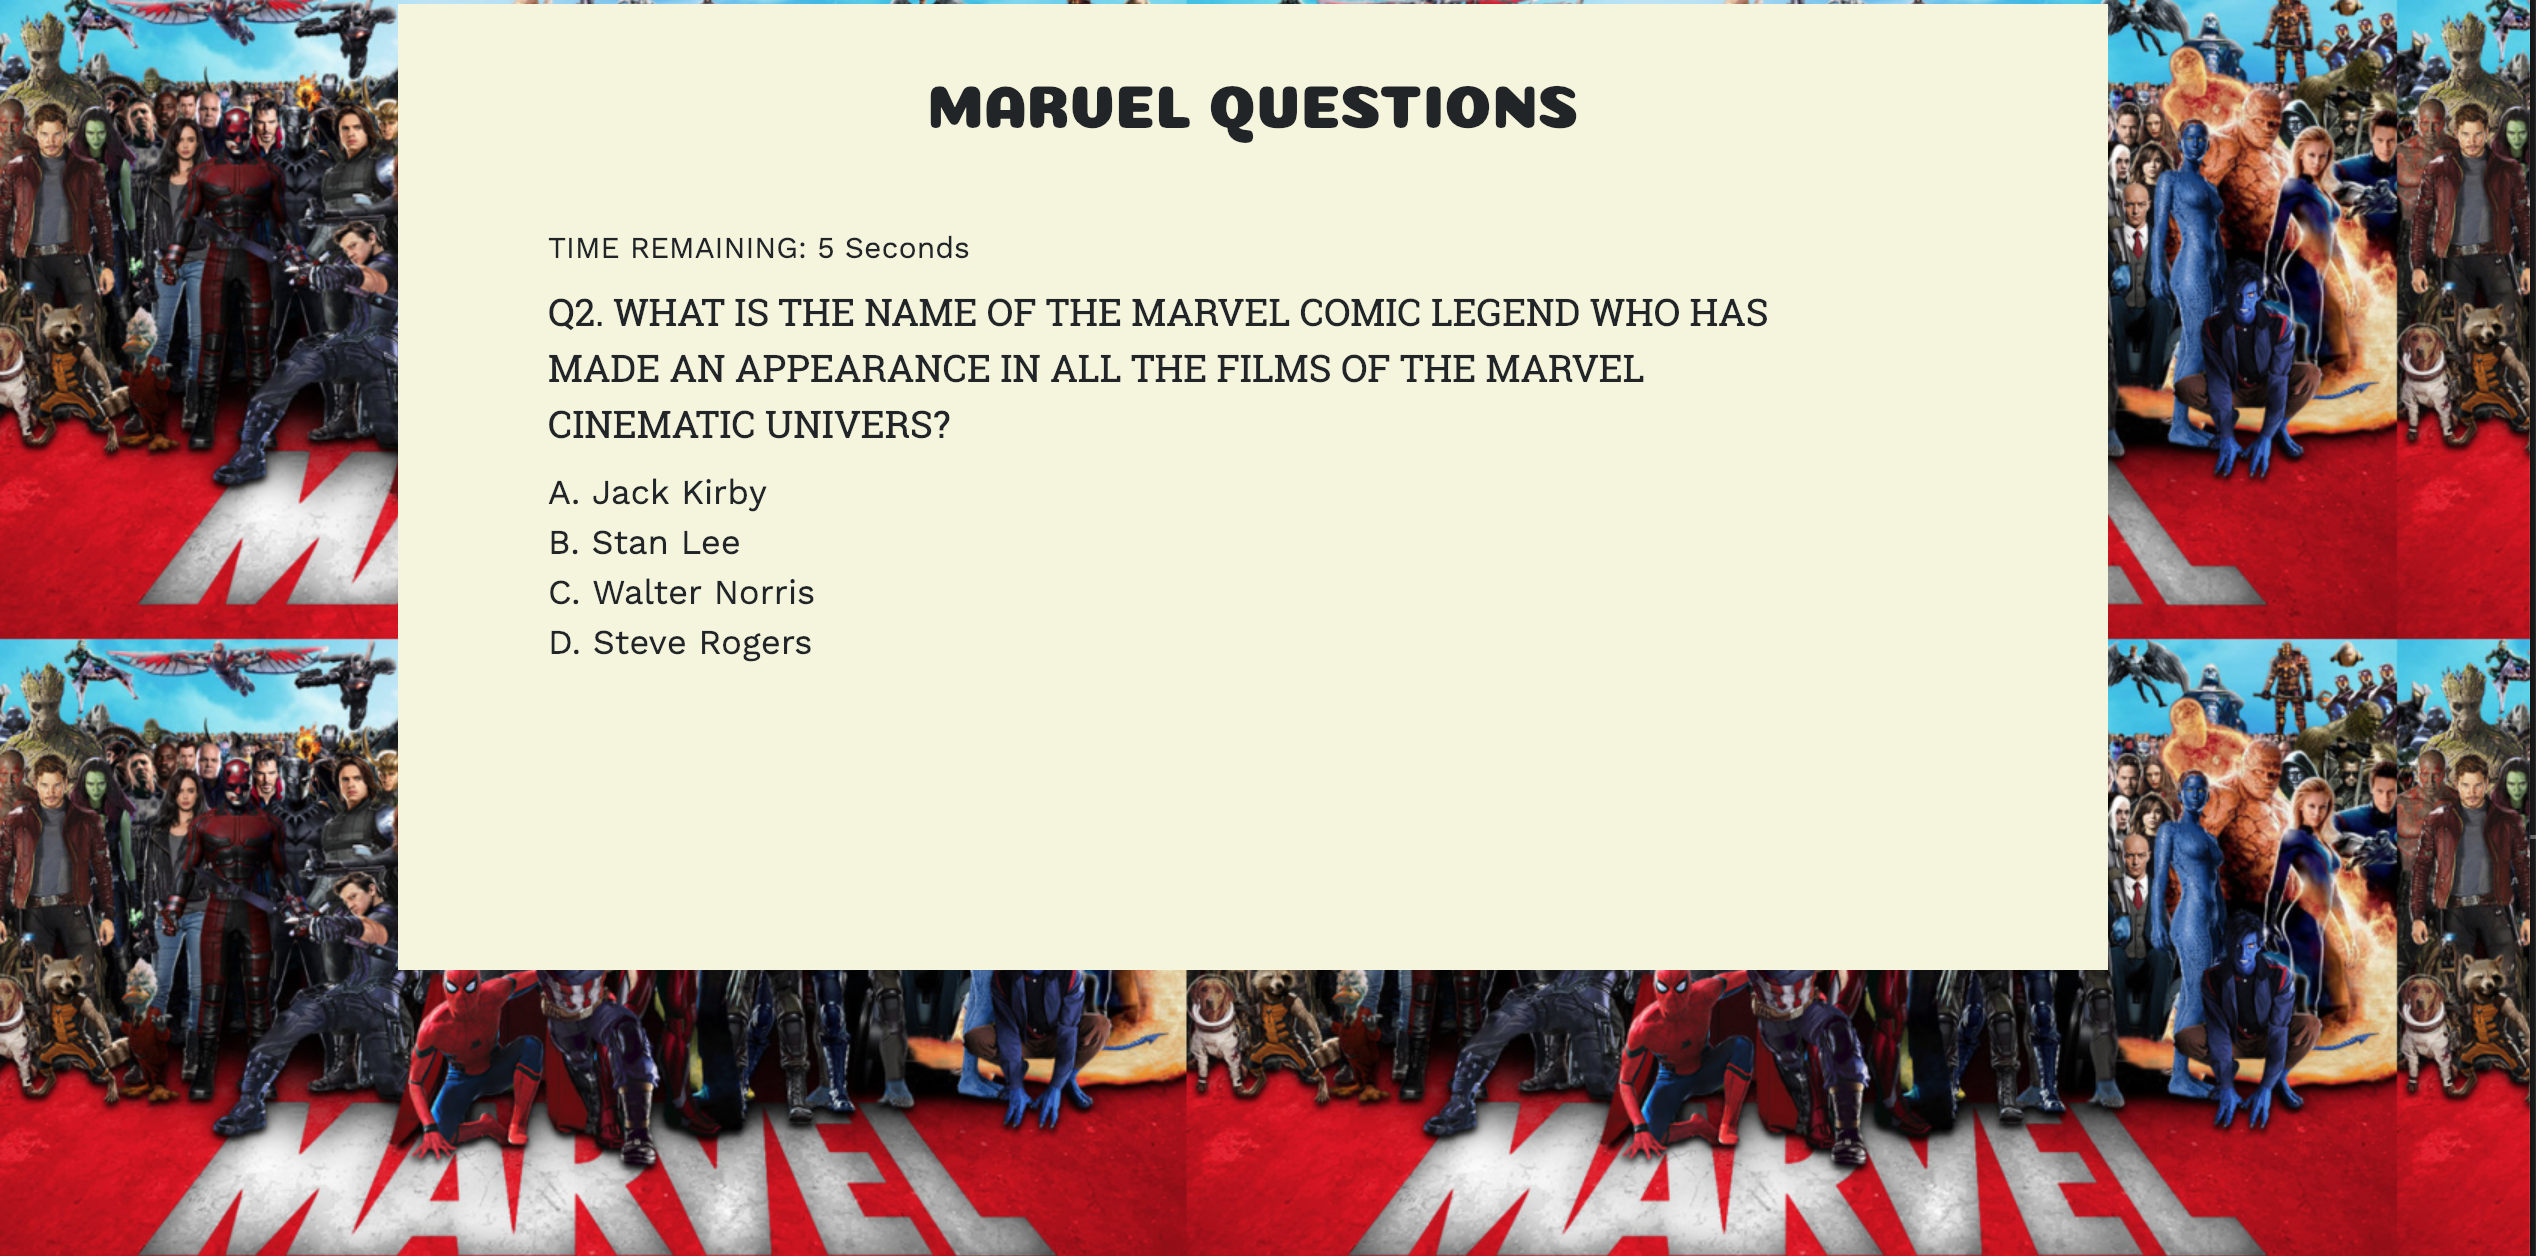 MARVEL QUESTIONS
TIME REMAINING: 5 Seconds
Q2. WHAT IS THE NAME OF THE MARVEL COMIC LEGEND WHO HAS
MADE AN APPEARANCE IN ALL THE FILMS OF THE MARVEL
CINEMATIC UNIVERS?
A. Jack Kirby
B. Stan Lee
C. Walter Norris
D. Steve Rogers
MARVEL
MARVEL